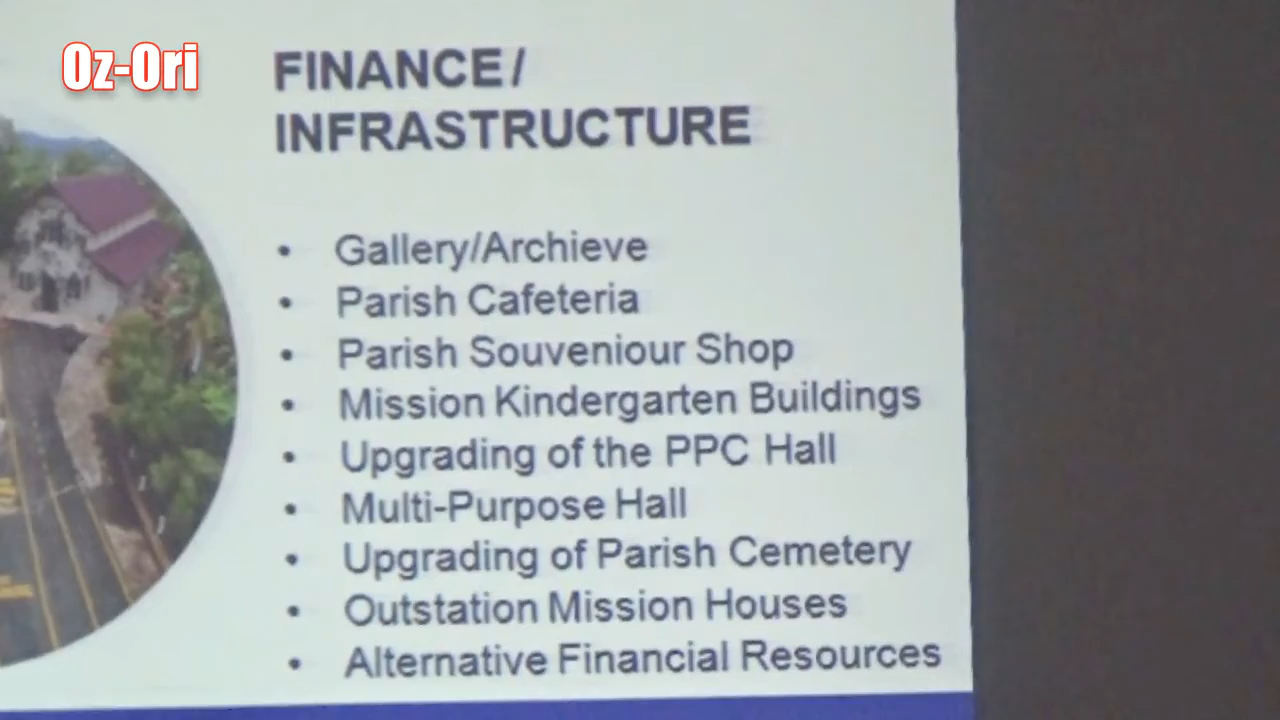 Oz-Ori
FINANCE/
INFRASTRUCTURE
• Gallery/Archieve
• Parish Cafeteria
• Parish Souveniour Shop
• Mission Kindergarten Buildings
• Upgrading of the PPC Hall
• Multi-Purpose Hall
• Upgrading of Parish Cemetery
• Outstation Mission Houses
• Alternative Financial Resources